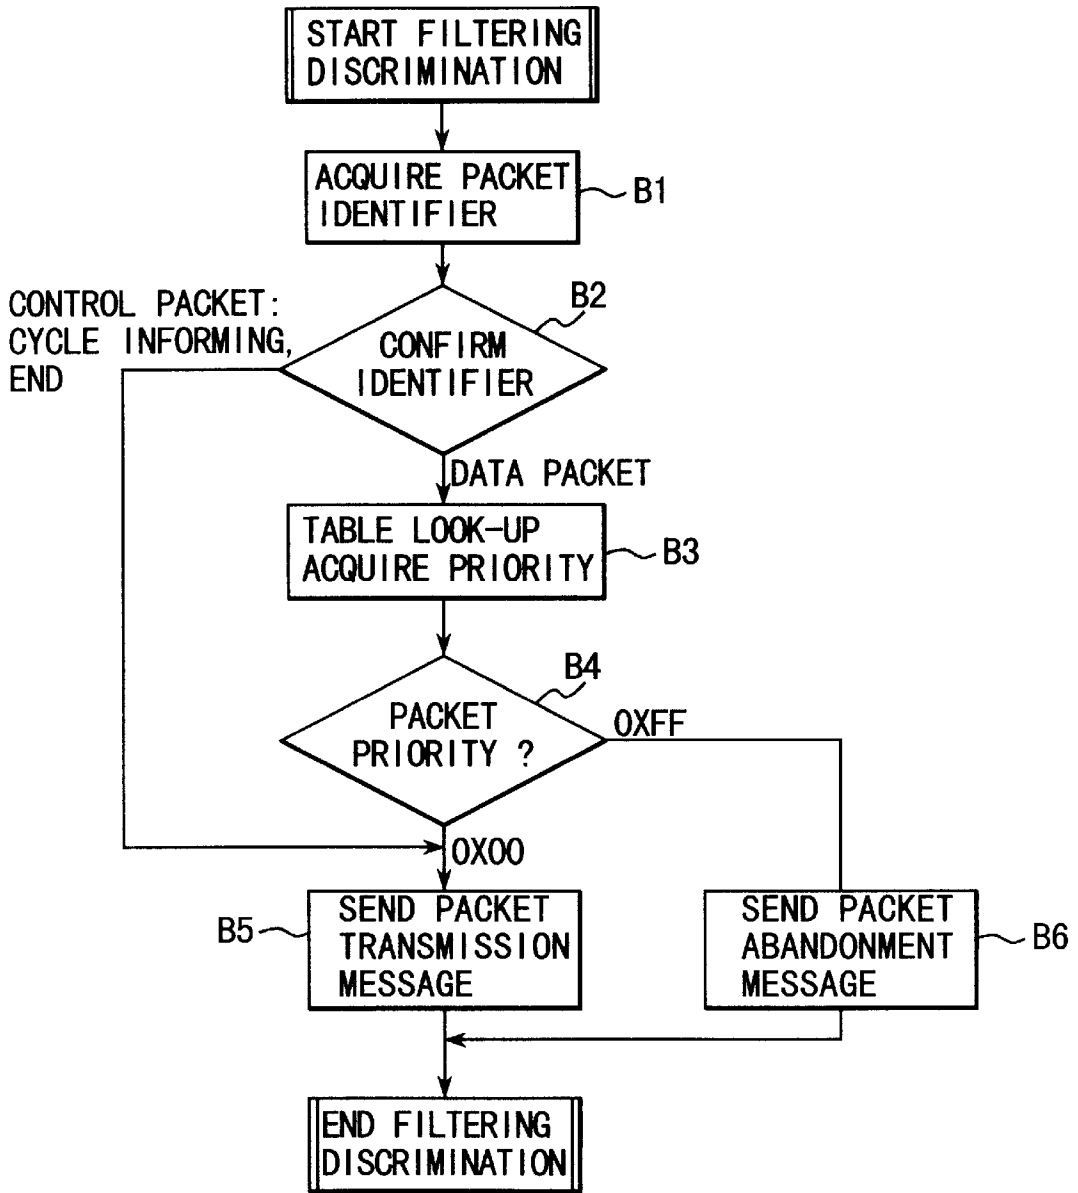 START FILTERING
DISCRIMINATION
ACQUIRE PACKET
IDENTIFIER
B1
CONTROL PACKET:
CYCLE INFORMING,
END
B2
CONFIRM
IDENTIFIER
DATA PACKET
TABLE LOOK-UP
ACQUIRE PRIORITY
B3
B4
PACKET
PRIORITY ?
0XFF
0X00
B5
SEND PACKET
TRANSMISSION
MESSAGE
SEND PACKET
ABANDONMENT
MESSAGE
B6
END FILTERING
DISCRIMINATION